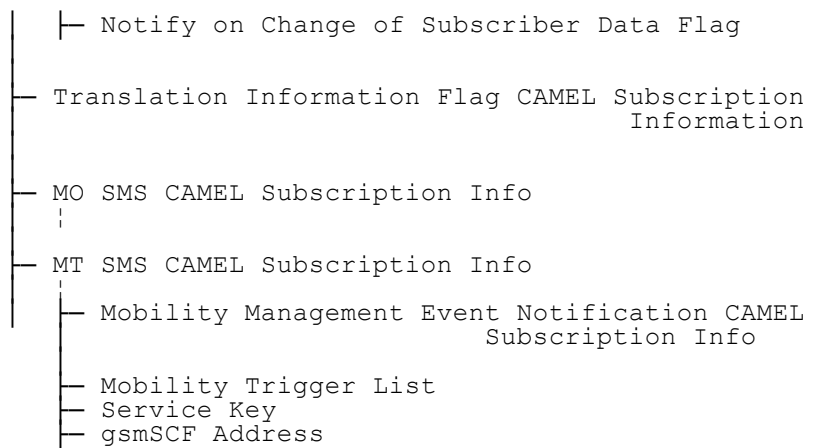 Notify on Change of Subscriber Data Flag
Translation Information Flag CAMEL Subscription
Information
MO SMS CAMEL Subscription Info
MT SMS CAMEL Subscription Info
Mobility Management Event Notification CAMEL
Subscription Info
Mobility Trigger List
Service Key
gsmSCF Address